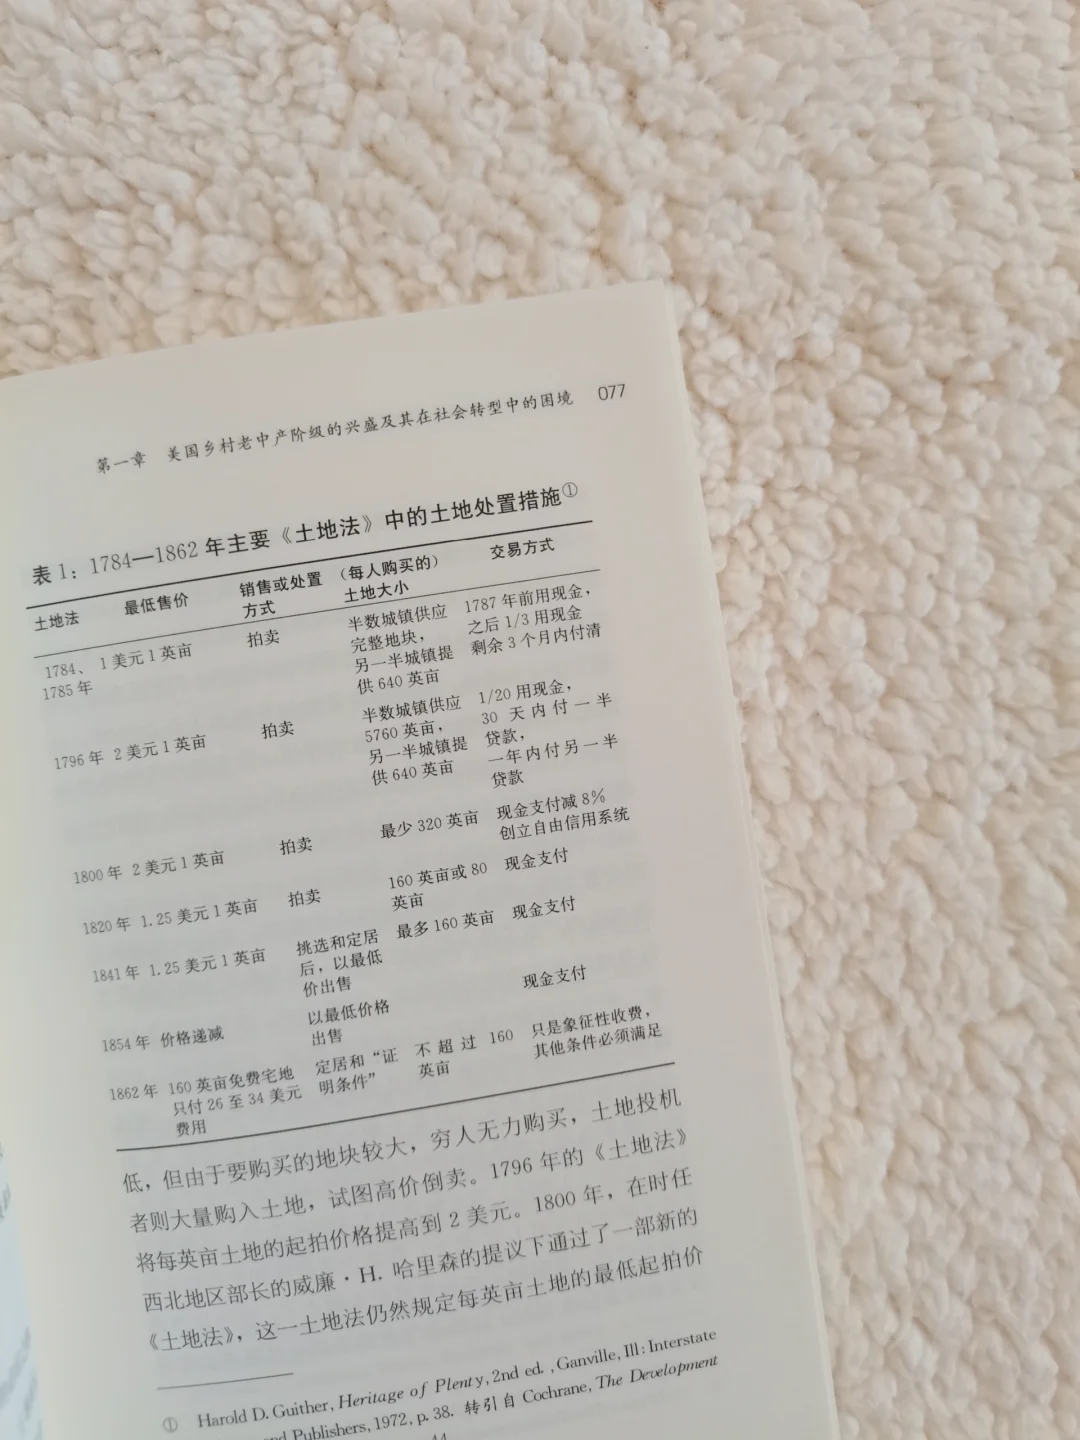 第一章 美国乡村老中产阶级的兴盛及其在社会转型中的困境 077
表1：1784—1862年主要《土地法》中的土地处置措施①
土地法 最低售价 销售或处置方式 （每人购买的）土地大小 交易方式
1784、1785年 1美元1英亩 拍卖 半数城镇供应完整地块，另一半城镇提供640英亩 1787年前用现金，之后1/3用现金剩余3个月内付清
1796年 2美元1英亩 拍卖 半数城镇供应5760英亩，另一半城镇提供640英亩 1/20用现金，30天内付一半贷款，一年内付另一半贷款
1800年 2美元1英亩 拍卖 最少320英亩 现金支付减8%创立自由信用系统
1820年 1.25美元1英亩 拍卖 160英亩或80英亩 现金支付
1841年 1.25美元1英亩 挑选和定居后，以最低价出售 最多160英亩 现金支付
1854年 价格递减 以最低价格出售 现金支付
1862年 160英亩免费宅地只付26至34美元费用 定居和“证明条件” 不超过160英亩 只是象征性收费，其他条件必须满足
低，但由于要购买的地块较大，穷人无力购买，土地投机
者则大量购入土地，试图高价倒卖。1796年的《土地法》
将每英亩土地的起拍价格提高到2美元。1800年，在时任
西北地区部长的威廉·H. 哈里森的提议下通过了一部新的
《土地法》，这一土地法仍然规定每英亩土地的最低起拍价
① Harold D. Guither, Heritage of Plenty, 2nd ed., Ganville, Ill: Interstate
Publishers, 1972, p. 38. 转引自 Cochrane, The Development